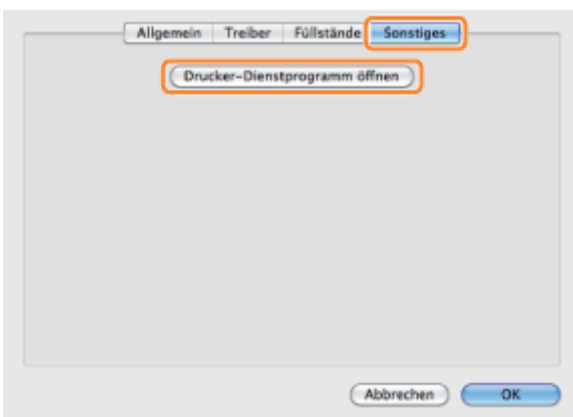 Allgemein Treiber Füllstände Sonstiges
Drucker-Dienstprogramm öffnen
Abbrechen OK